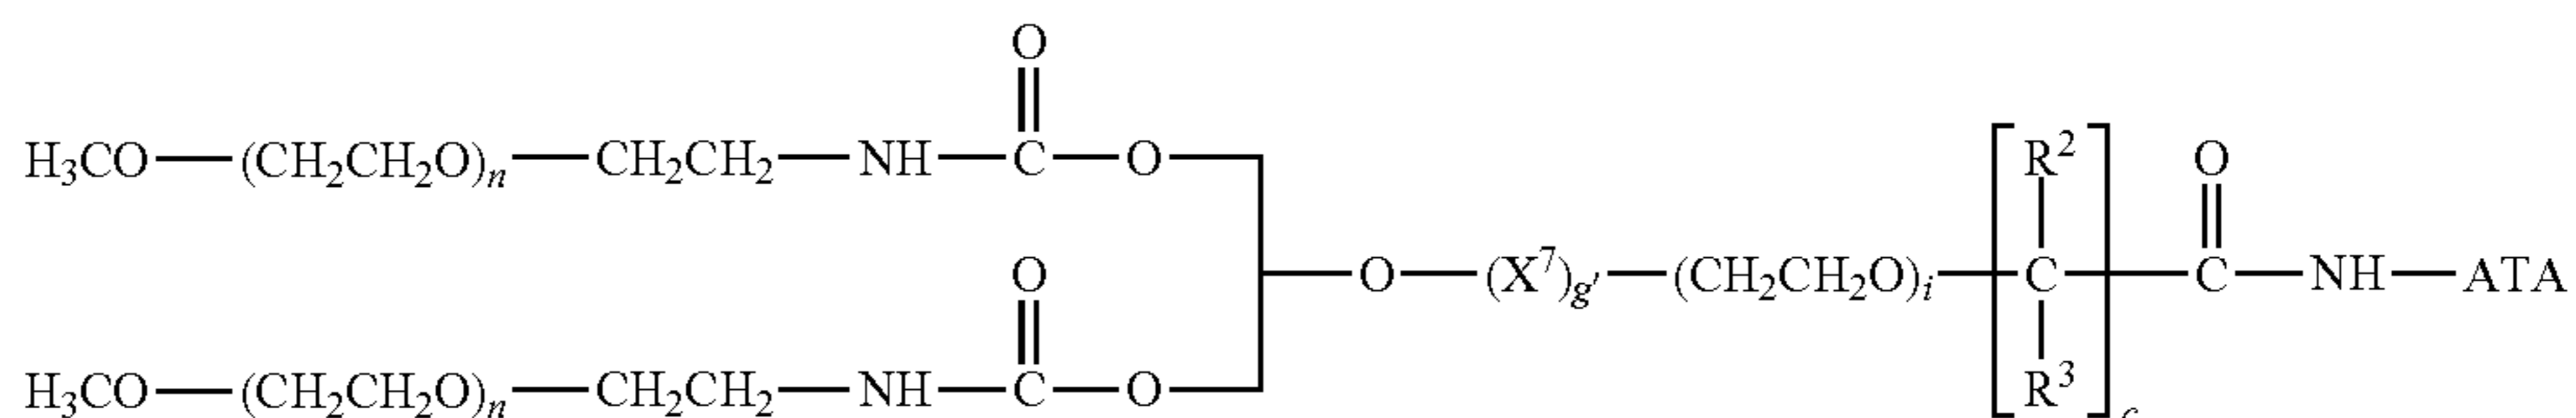 O
H₃CO—(CH₂CH₂O)ₙ—CH₂CH₂—NH—C—O
R² O
O—(X⁷)g'—(CH₂CH₂O)ᵢ—C—C—NH—ATA
O R³
H₃CO—(CH₂CH₂O)ₙ—CH₂CH₂—NH—C—O